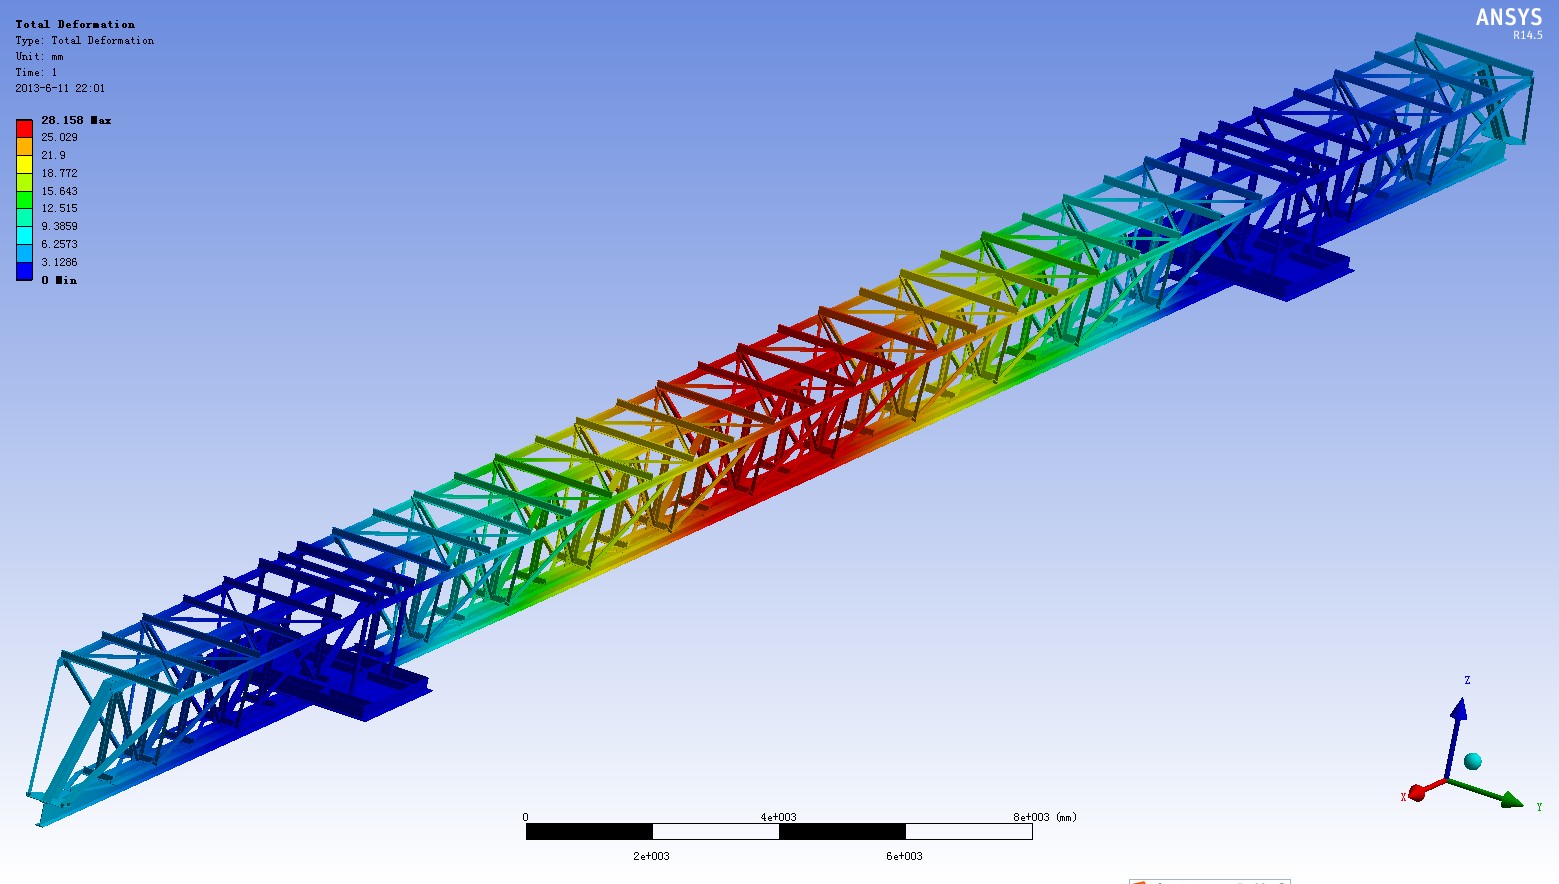 Total Deformation
Type: Total Deformation
Unit: mm
Time: 1
2013-6-11 22:01
28.158 Max
25.029
21.9
18.772
15.643
12.515
9.3859
6.2573
3.1286
0 Min
ANSYS
R14.5
Z
X
Y
0
4e+003
8e+003 (mm)
2e+003
6e+003